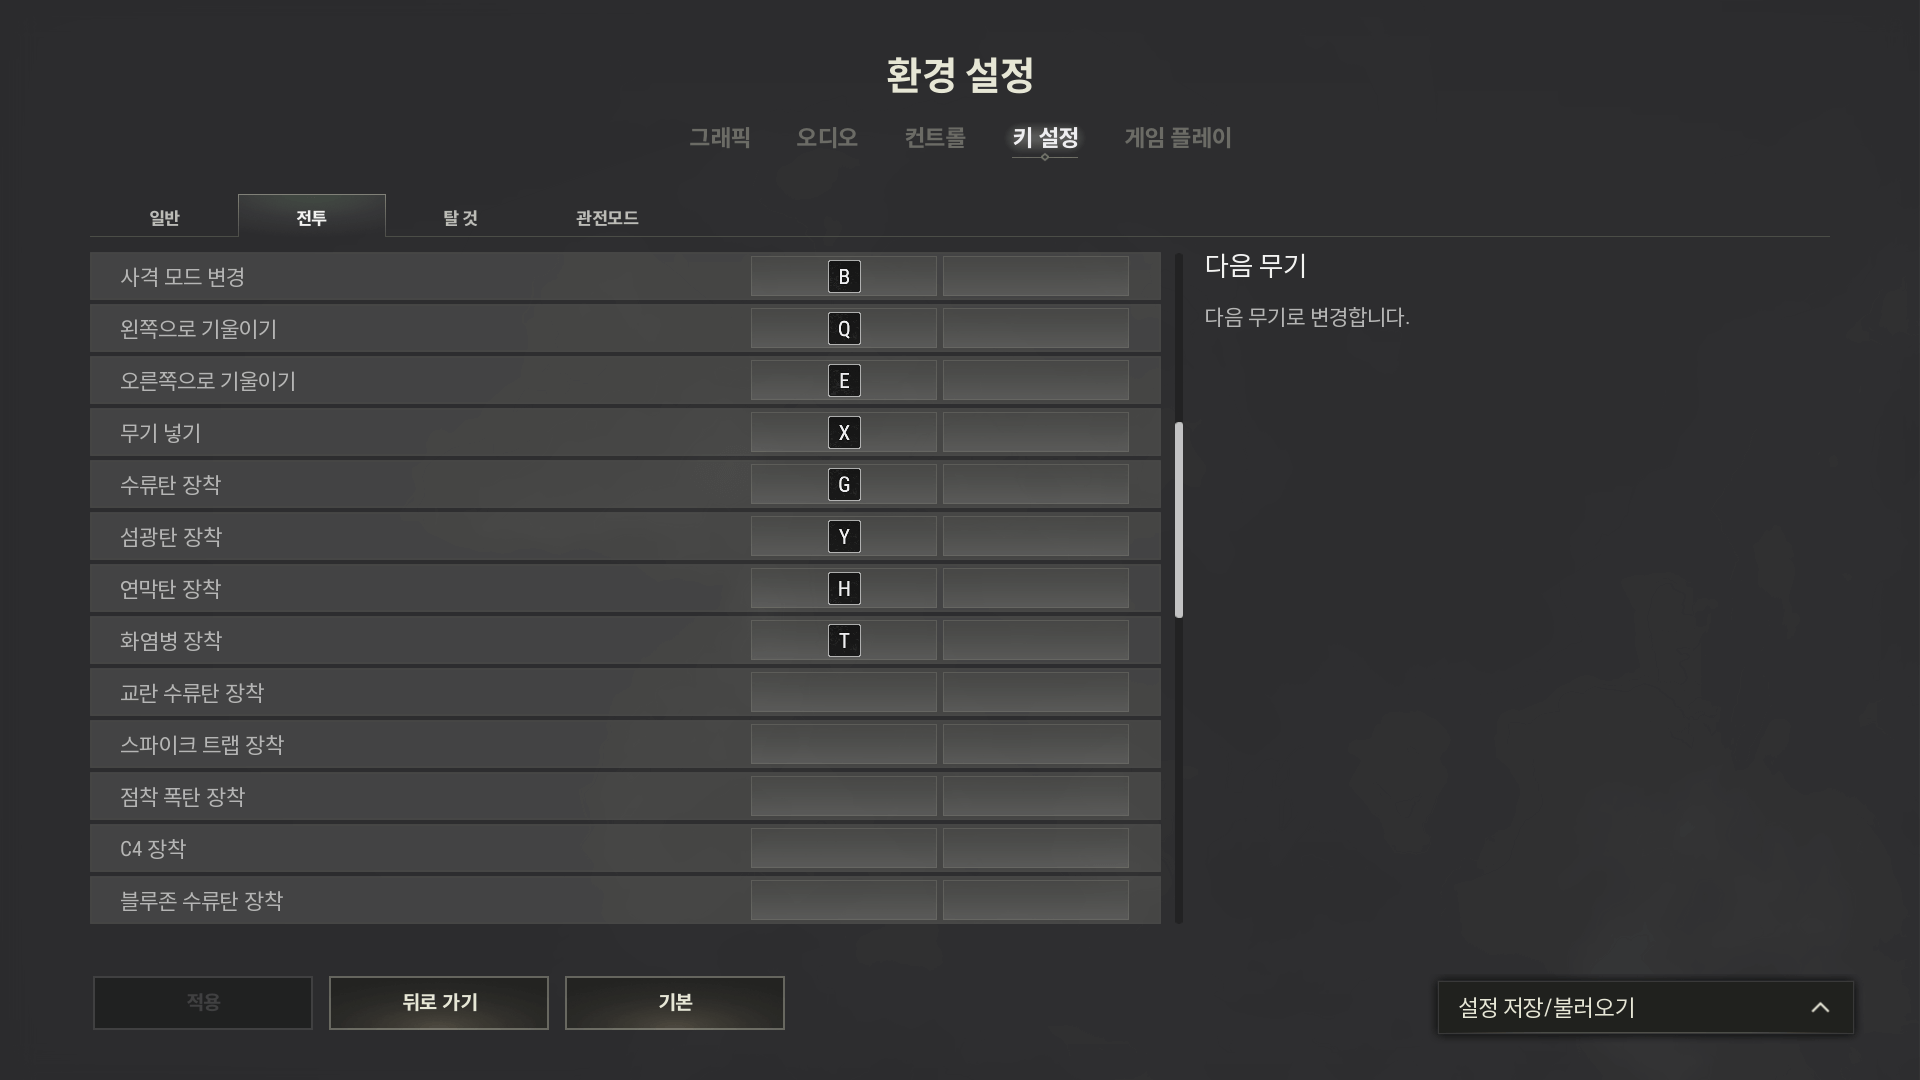 환경 설정
그래픽 오디오 컨트롤 키 설정 게임 플레이
일반 전투 탈 것 관전모드
사격 모드 변경 B
왼쪽으로 기울이기 Q
오른쪽으로 기울이기 E
무기 넣기 X
수류탄 장착 G
섬광탄 장착 Y
연막탄 장착 H
화염병 장착 T
교란 수류탄 장착
스파이크 트랩 장착
점착 폭탄 장착
C4 장착
블루존 수류탄 장착
다음 무기
다음 무기로 변경합니다.
적용 뒤로 가기 기본
설정 저장/불러오기